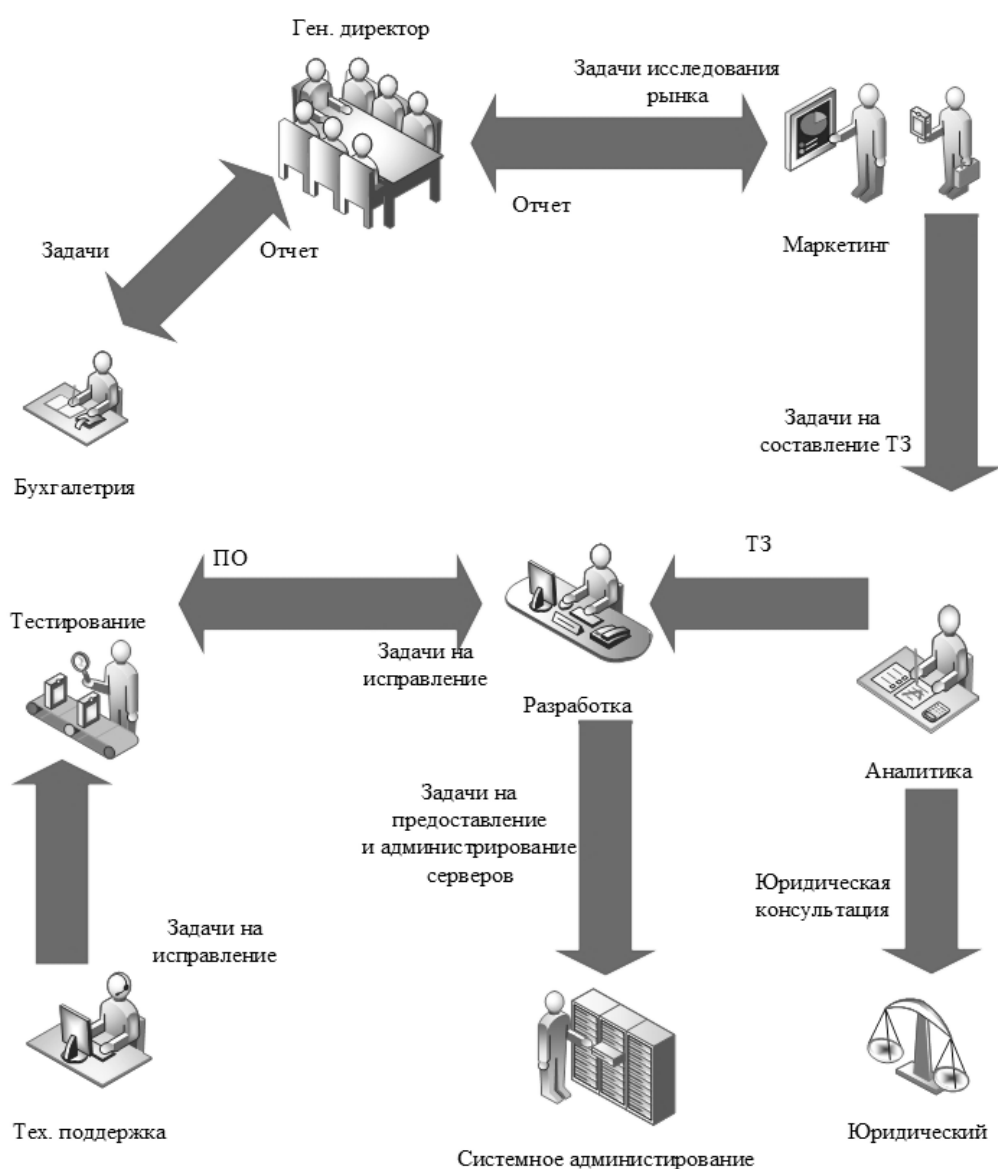 Ген. директор
Задачи исследования
рынка
Отчет
Маркетинг
Задачи
Отчет
Бухгалетрия
Задачи на
составление ТЗ
ПО
ТЗ
Тестирование
Задачи на
исправление
Разработка
Аналитика
Задачи на
предоставление
и администрирование
серверов
Юридическая
консультация
Задачи на
исправление
Тех. поддержка
Юридический
Системное администирование